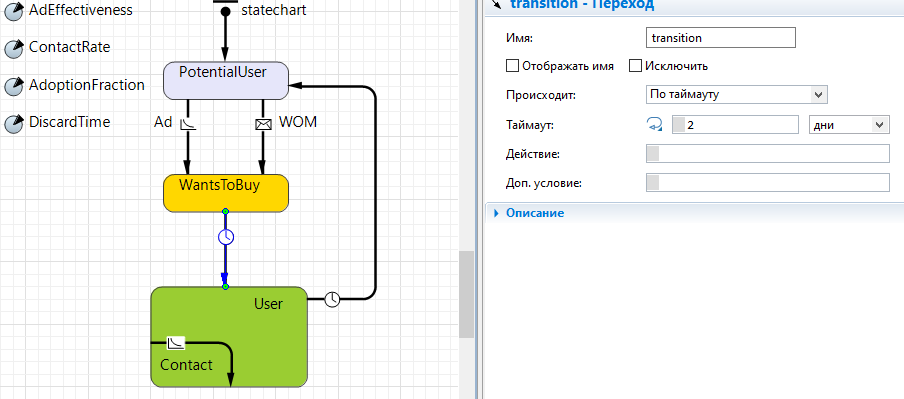 AdEffectiveness
statechart
ContactRate
PotentialUser
AdoptionFraction
DiscardTime
Ad
WOM
WantsToBuy
User
Contact
transition - Переход
Имя:
transition
Отображать имя
Исключить
Происходит:
По таймауту
Таймаут:
2
дни
Действие:
Доп. условие:
Описание